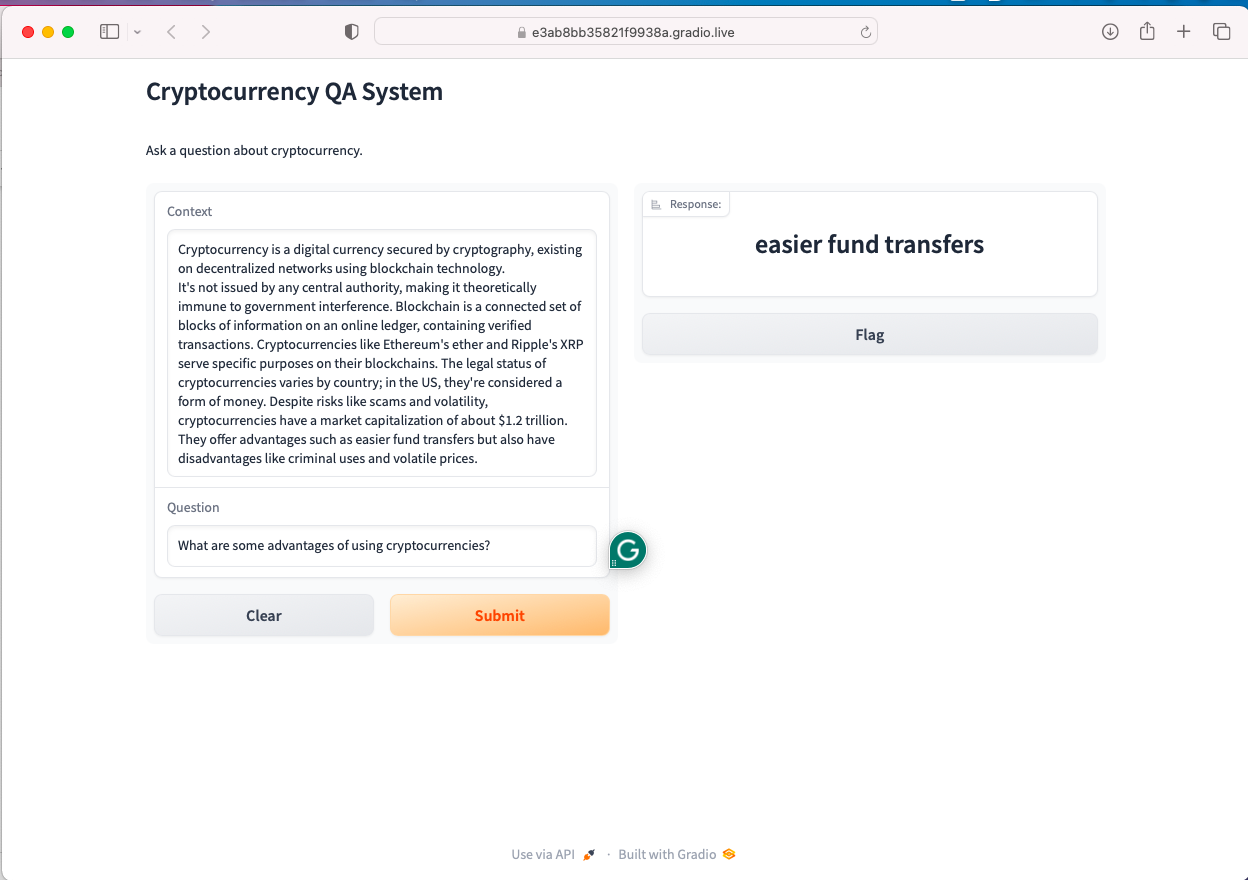 e3ab8bb35821f9938a.gradio.live
Cryptocurrency QA System
Ask a question about cryptocurrency.
Context
Cryptocurrency is a digital currency secured by cryptography, existing
on decentralized networks using blockchain technology.
It's not issued by any central authority, making it theoretically
immune to government interference. Blockchain is a connected set of
blocks of information on an online ledger, containing verified
transactions. Cryptocurrencies like Ethereum's ether and Ripple's XRP
serve specific purposes on their blockchains. The legal status of
cryptocurrencies varies by country; in the US, they're considered a
form of money. Despite risks like scams and volatility,
cryptocurrencies have a market capitalization of about $1.2 trillion.
They offer advantages such as easier fund transfers but also have
disadvantages like criminal uses and volatile prices.
Question
What are some advantages of using cryptocurrencies?
G
Clear
Submit
Response:
easier fund transfers
Flag
Use via API · Built with Gradio